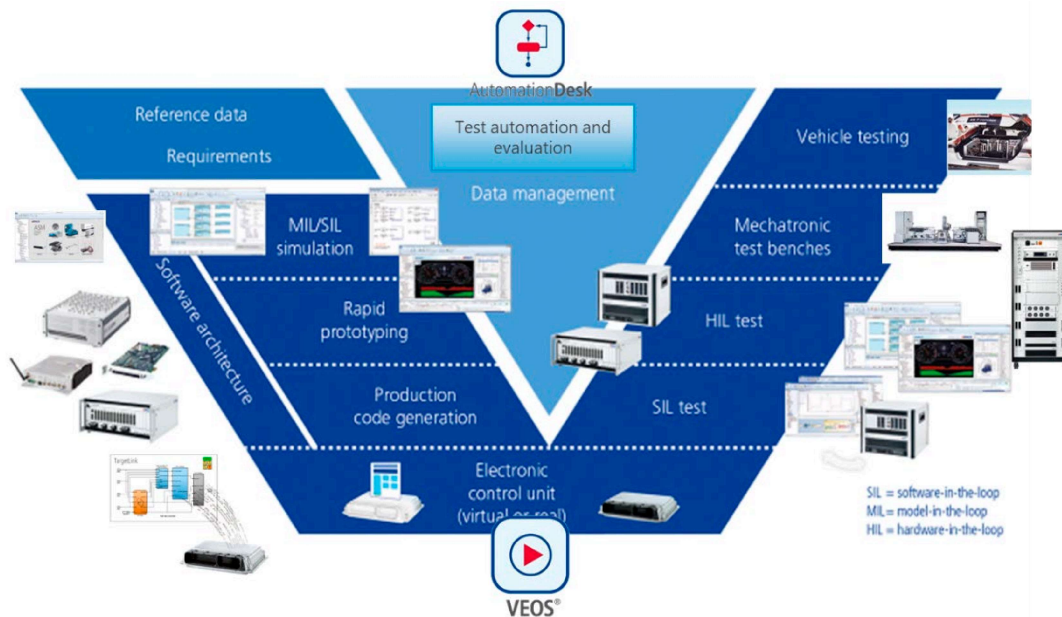 AutomationDesk
Test automation and
evaluation
Data management
Reference data
Requirements
Software architecture
MIL/SIL
simulation
Rapid
prototyping
Production
code generation
Electronic
control unit
(virtual or real)
VEOS®
Vehicle testing
Mechatronic
test benches
HIL test
SIL test
TargetLink
ASM
SIL = software-in-the-loop
MIL = model-in-the-loop
HIL = hardware-in-the-loop